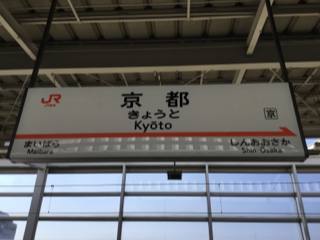 JR
京都
きょうと
Kyōto
京
まいばら
Maibara
しんおおさか
Shin-Ōsaka